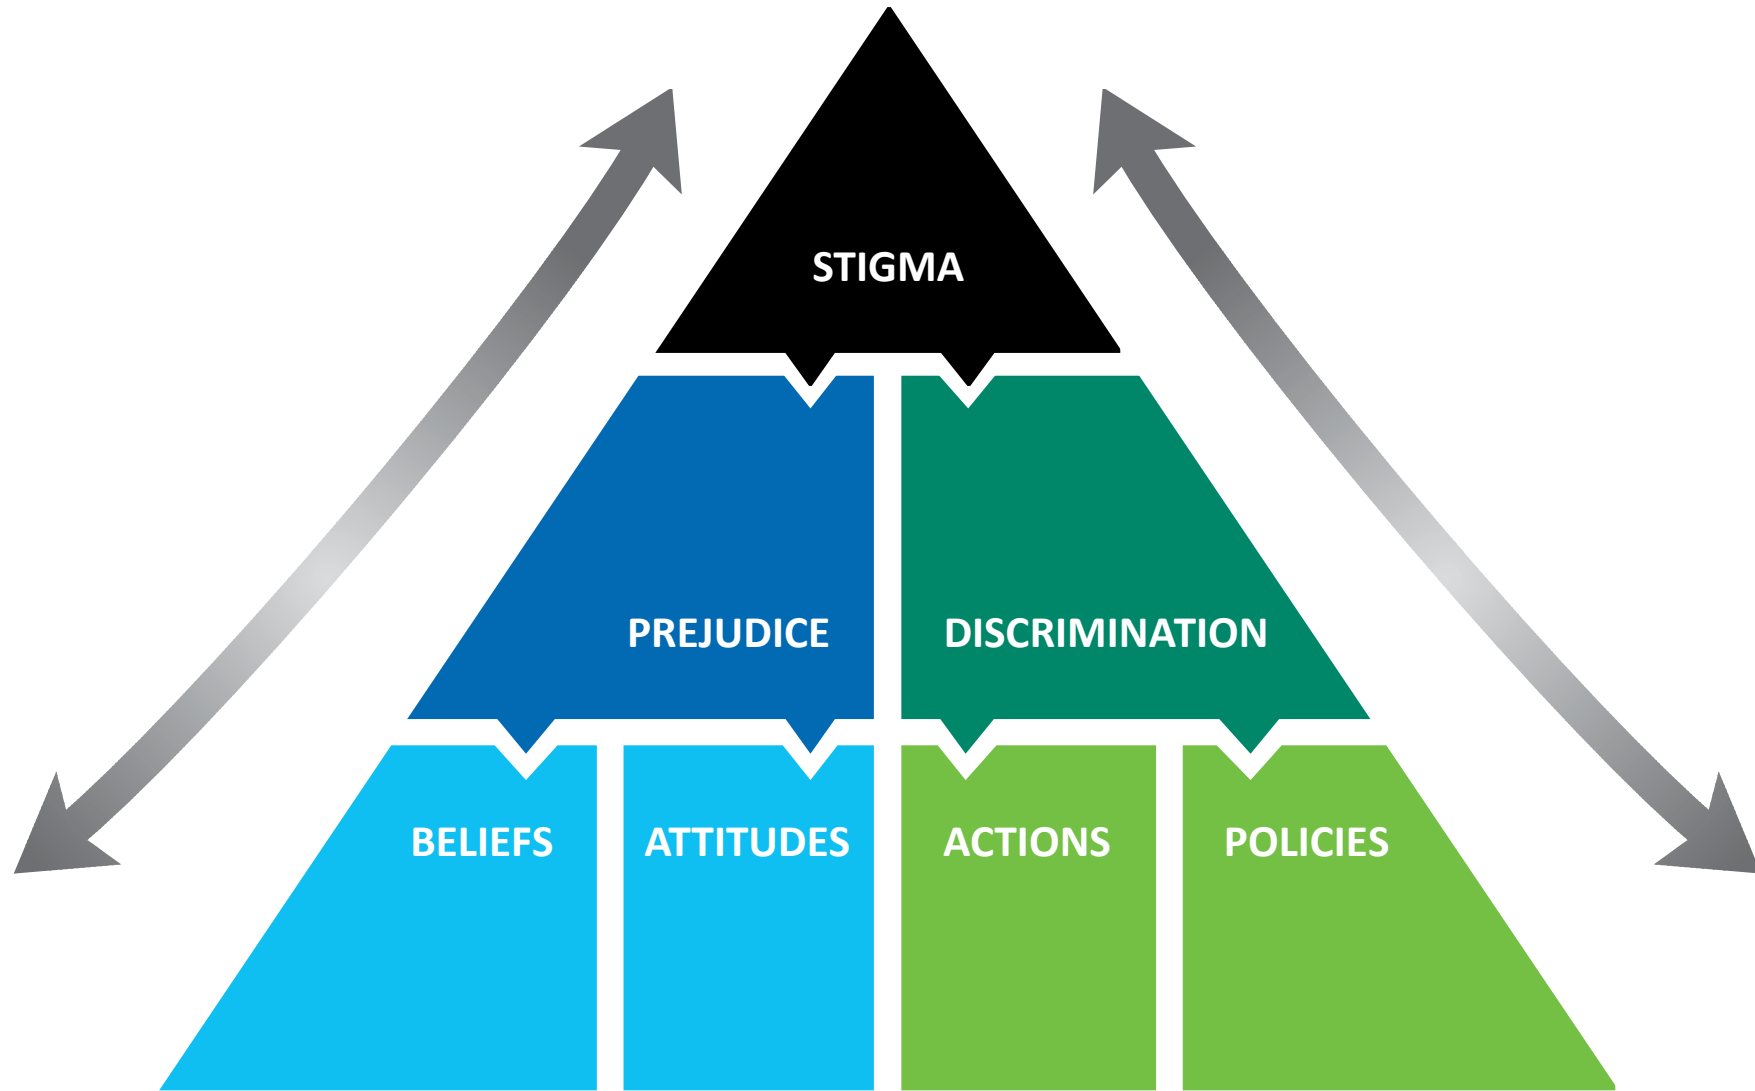 STIGMA
PREJUDICE
DISCRIMINATION
BELIEFS
ATTITUDES
ACTIONS
POLICIES